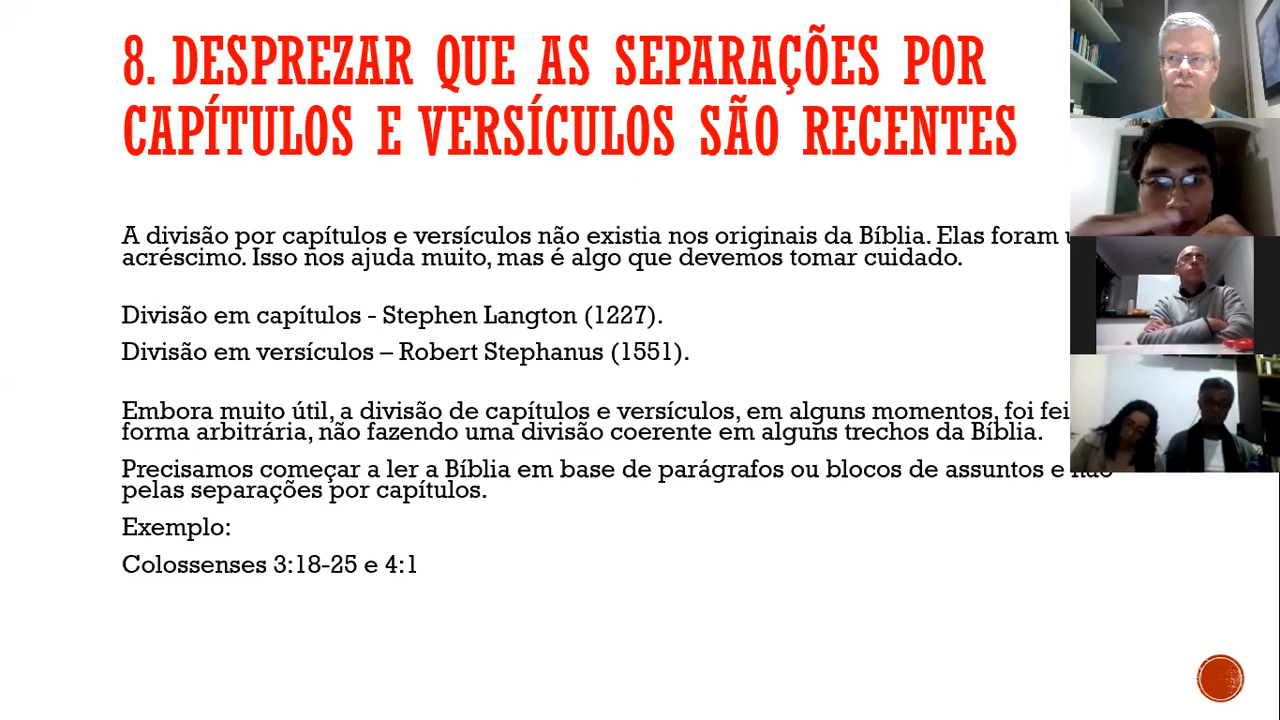 8. DESPREZAR QUE AS SEPARAÇÕES POR
CAPÍTULOS E VERSÍCULOS SÃO RECENTES
A divisão por capítulos e versículos não existia nos originais da Bíblia. Elas foram
acréscimo. Isso nos ajuda muito, mas é algo que devemos tomar cuidado.
Divisão em capítulos - Stephen Langton (1227).
Divisão em versículos – Robert Stephanus (1551).
Embora muito útil, a divisão de capítulos e versículos, em alguns momentos, foi
forma arbitrária, não fazendo uma divisão coerente em alguns trechos da Bíblia.
Precisamos começar a ler a Bíblia em base de parágrafos ou blocos de assuntos e não
pelas separações por capítulos.
Exemplo:
Colossenses 3:18-25 e 4:1